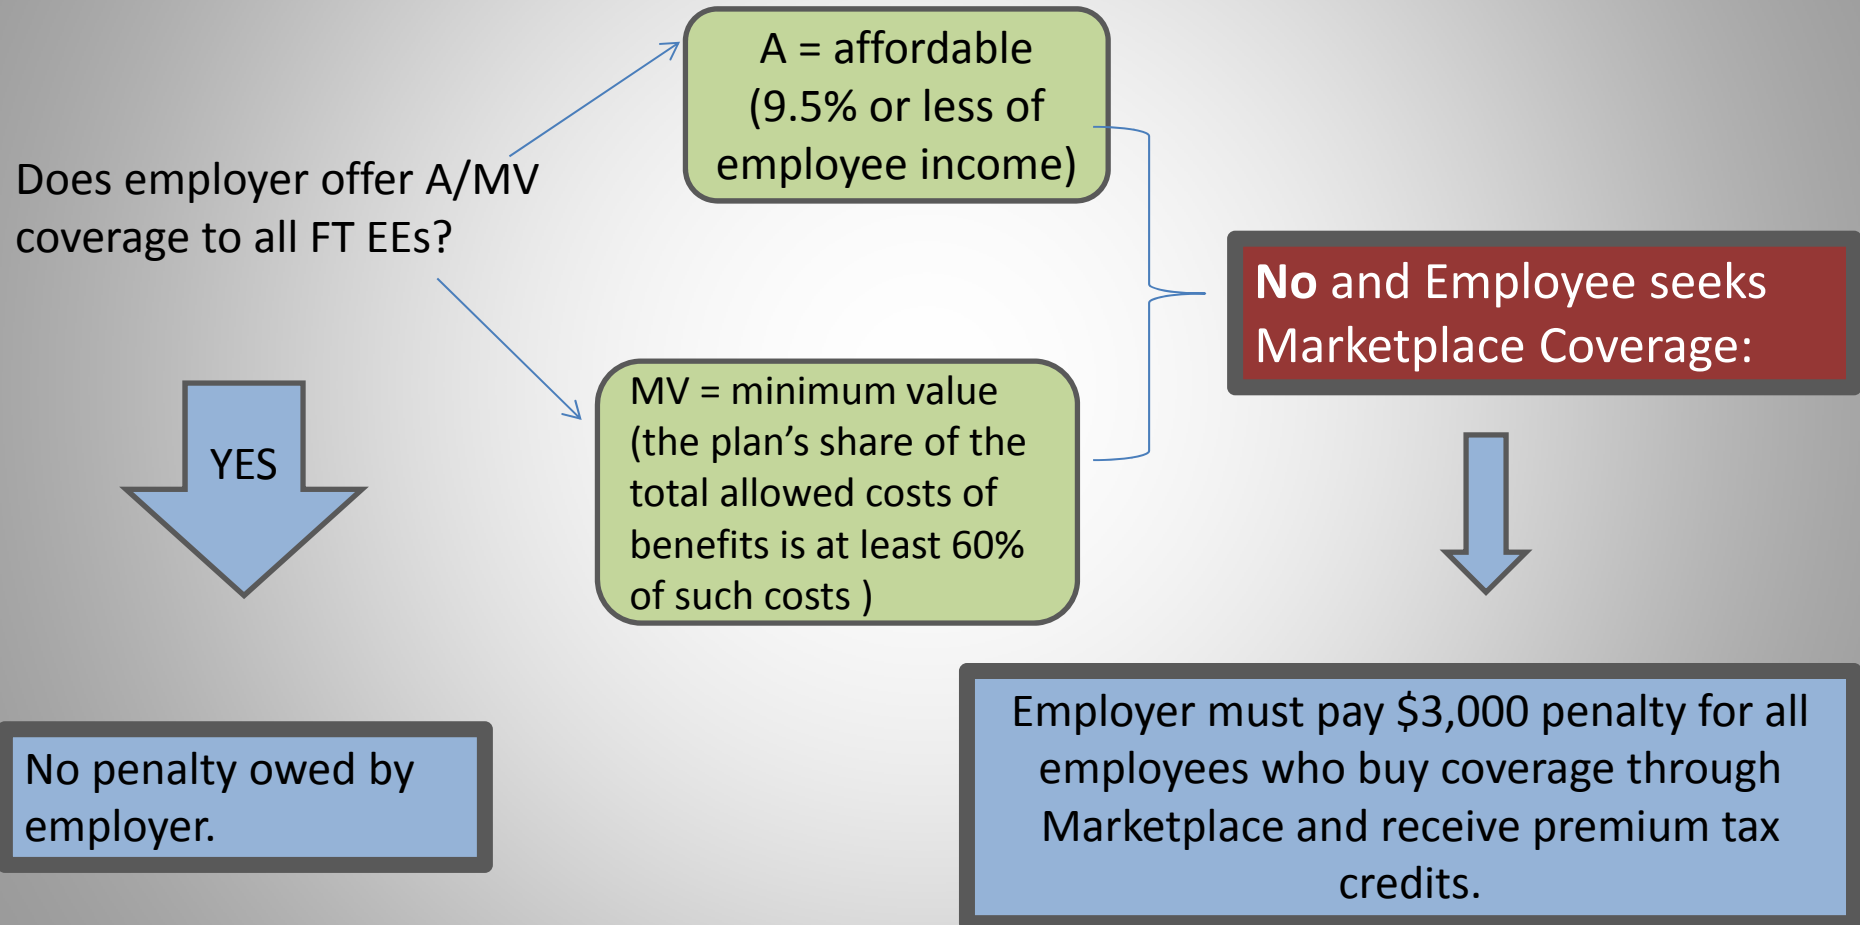 Does employer offer A/MV
coverage to all FT EEs?
A = affordable
(9.5% or less of
employee income)
MV = minimum value
(the plan’s share of the
total allowed costs of
benefits is at least 60%
of such costs )
No and Employee seeks
Marketplace Coverage:
YES
No penalty owed by
employer.
Employer must pay $3,000 penalty for all
employees who buy coverage through
Marketplace and receive premium tax
credits.